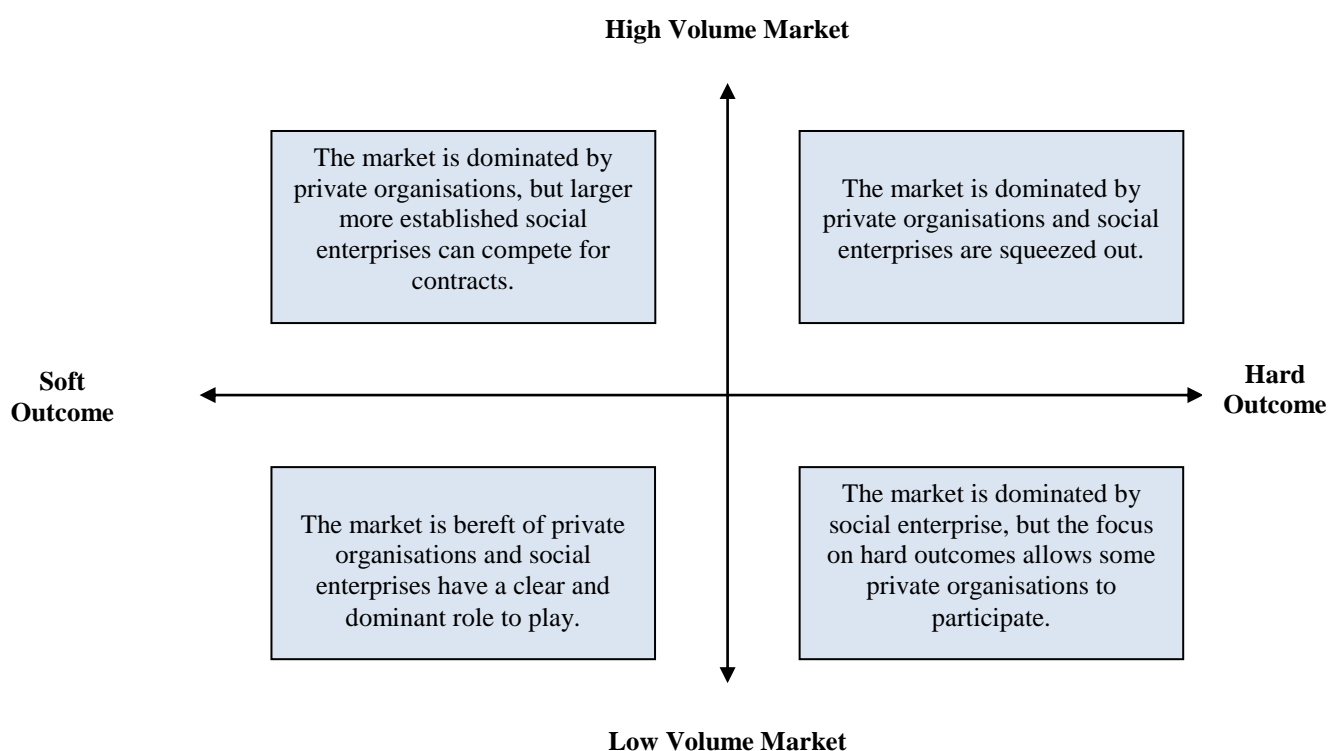 High Volume Market
The market is dominated by
private organisations, but larger
more established social
enterprises can compete for
contracts.
The market is dominated by
private organisations and social
enterprises are squeezed out.
Soft
Outcome
Hard
Outcome
The market is bereft of private
organisations and social
enterprises have a clear and
dominant role to play.
The market is dominated by
social enterprise, but the focus
on hard outcomes allows some
private organisations to
participate.
Low Volume Market